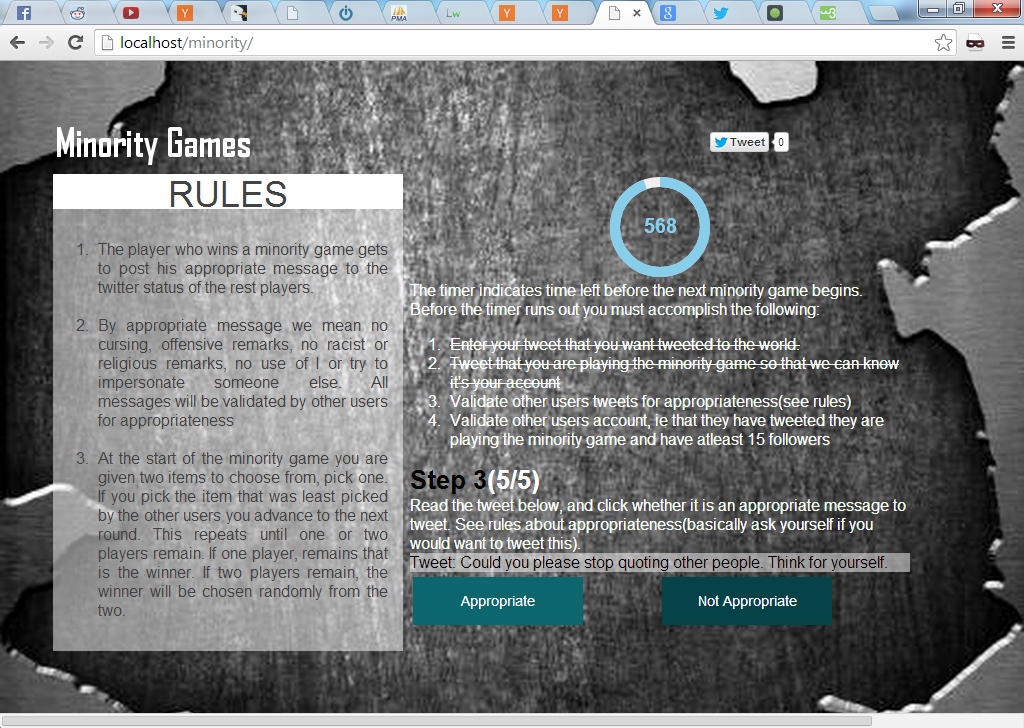 PMA
Lw
localhost/minority/
Minority Games
Tweet 0
RULES
1. The player who wins a minority game gets
to post his appropriate message to the
twitter status of the rest players.
2. By appropriate message we mean no
cursing, offensive remarks, no racist or
religious remarks, no use of I or try to
impersonate someone else. All
messages will be validated by other users
for appropriateness
3. At the start of the minority game you are
given two items to choose from, pick one.
If you pick the item that was least picked
by the other users you advance to the next
round. This repeats until one or two
players remain. If one player, remains that
is the winner. If two players remain, the
winner will be chosen randomly from the
two.
568
The timer indicates time left before the next minority game begins.
Before the timer runs out you must accomplish the following:
1. Enter your tweet that you want tweeted to the world.
2. Tweet that you are playing the minority game so that we can know
it's your account
3. Validate other users tweets for appropriateness(see rules)
4. Validate other users account, ie that they have tweeted they are
playing the minority game and have atleast 15 followers
Step 3(5/5)
Read the tweet below, and click whether it is an appropriate message to
tweet. See rules about appropriateness(basically ask yourself if you
would want to tweet this).
Tweet: Could you please stop quoting other people. Think for yourself.
Appropriate
Not Appropriate